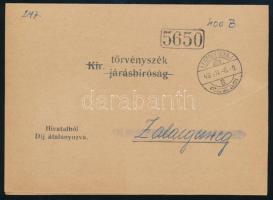 247.
400 B
5650
Kir. törvényszék
járásbíróság
Hivatalból
Díj átalányozva.
Zalaegerszeg
darabanth